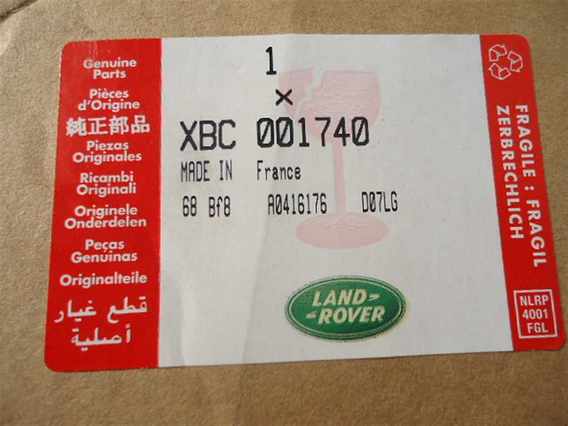 Genuine
Parts
Pièces
d'Origine
純正部品
Piezas
Originales
Ricambi
Originali
Originele
Onderdelen
Peças
Genuinas
Originalteile
قطع غيار
أصلية
1
x
XBC 001740
MADE IN France
68 Bf8 A0416176 D07LG
LAND
ROVER
FRAGILE : FRAGIL
ZERBRECHLICH
NLRP
4001
FGL